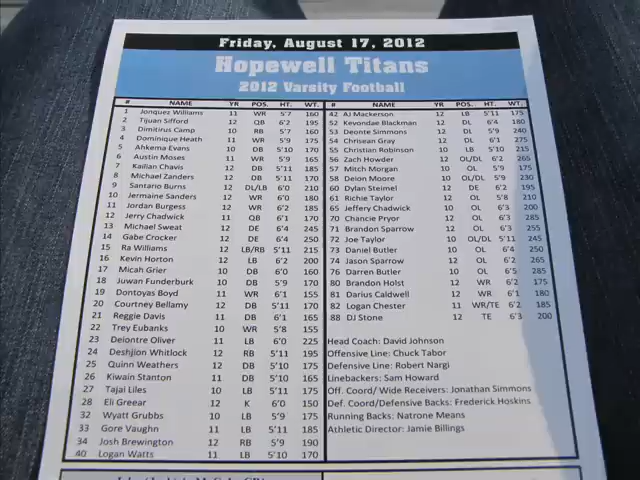 Friday, August 17, 2012
Hopewell Titans
2012 Varsity Football
# NAME YR POS. HT. WT.
1 Jonquez Williams 11 WR 5'7 160
2 Tijuan Sifford 12 QB 6'2 195
3 Dimitirus Camp 10 RB 5'7 160
4 Dominique Heath 11 WR 5'9 175
5 Ahkema Evans 10 DB 5'10 170
6 Austin Moses 11 WR 5'9 165
7 Kailian Chavis 12 DB 5'11 185
8 Michael Zanders 12 DB 5'11 170
9 Santario Burns 12 DL/LB 6'0 210
10 Jermaine Sanders 12 WR 6'0 180
11 Jordan Burgess 12 WR 6'2 185
12 Jerry Chadwick 11 QB 6'1 170
13 Michael Sweat 12 DE 6'4 245
14 Gabe Crocker 12 DE 6'4 250
15 Ra Williams 12 LB/RB 5'11 215
16 Kevin Horton 12 LB 6'2 200
17 Micah Grier 10 DB 6'0 160
18 Juwan Funderburk 10 DB 5'9 170
19 Dontoyas Boyd 11 WR 6'1 155
20 Courtney Bellamy 12 DB 5'11 170
21 Reggie Davis 11 DB 6'1 165
22 Trey Eubanks 10 WR 5'8 155
23 Deiontre Oliver 11 LB 6'0 225
24 Deshjion Whitlock 12 RB 5'11 195
25 Quinn Weathers 12 DB 5'10 175
26 Kiwain Stanton 11 DB 5'10 165
27 Tajai Liles 10 LB 5'11 175
28 Eli Greear 12 K 6'0 150
32 Wyatt Grubbs 10 LB 5'9 175
33 Gore Vaughn 11 LB 5'11 185
34 Josh Brewington 12 RB 5'9 190
40 Logan Watts 11 LB 5'10 170
# NAME YR POS. HT. WT.
42 AJ Mackerson 12 LB 5'11 175
52 Kevondae Blackman 12 DL 6'4 180
53 Deonte Simmons 12 DL 5'9 240
54 Chrisean Gray 12 DL 6'1 275
55 Christian Robinson 10 LB 5'10 215
56 Zach Howder 12 OL/DL 6'2 265
57 Mitch Morgan 10 OL 5'9 175
58 Deion Moore 10 OL/DL 5'9 230
60 Dylan Steimel 12 DE 6'2 195
61 Richie Taylor 12 OL 5'8 210
65 Jeffery Chadwick 10 OL 6'3 200
70 Chancie Pryor 12 OL 6'3 285
71 Brandon Sparrow 12 OL 6'3 255
72 Joe Taylor 10 OL/DL 5'11 245
73 Daniel Butler 10 OL 6'4 250
74 Jason Sparrow 12 OL 6'2 265
76 Darren Butler 10 OL 6'5 285
80 Brandon Holst 12 WR 6'2 175
81 Darius Caldwell 12 WR 6'1 180
82 Logan Chester 11 WR/TE 6'2 185
88 DJ Stone 12 TE 6'3 200
Head Coach: David Johnson
Offensive Line: Chuck Tabor
Defensive Line: Robert Nargi
Linebackers: Sam Howard
Off. Coord/ Wide Receivers: Jonathan Simmons
Def. Coord/Defensive Backs: Frederick Hoskins
Running Backs: Natrone Means
Athletic Director: Jamie Billings